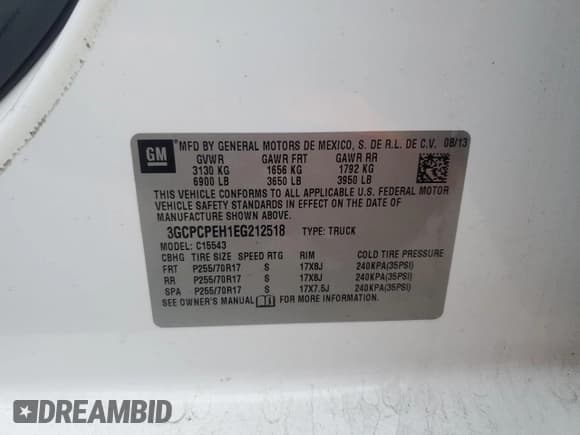 GM
MFD BY GENERAL MOTORS DE MEXICO, S. DE R.L. DE C.V. 08/13
GVWR GAWR FRT GAWR RR
3130 KG 1656 KG 1792 KG
6900 LB 3650 LB 3950 LB
THIS VEHICLE CONFORMS TO ALL APPLICABLE U.S. FEDERAL MOTOR
VEHICLE SAFETY STANDARDS IN EFFECT ON THE DATE OF
MANUFACTURE SHOWN ABOVE.
3GCPCPEH1EG212518 TYPE: TRUCK
MODEL: C15543
CBHG TIRE SIZE SPEED RTG RIM COLD TIRE PRESSURE
FRT P255/70R17 S 17X8J 240KPA(35PSI)
RR P255/70R17 S 17X8J 240KPA(35PSI)
SPA P265/70R17 S 17X7.5J 240KPA(35PSI)
SEE OWNER'S MANUAL FOR MORE INFORMATION.
DREAMBID